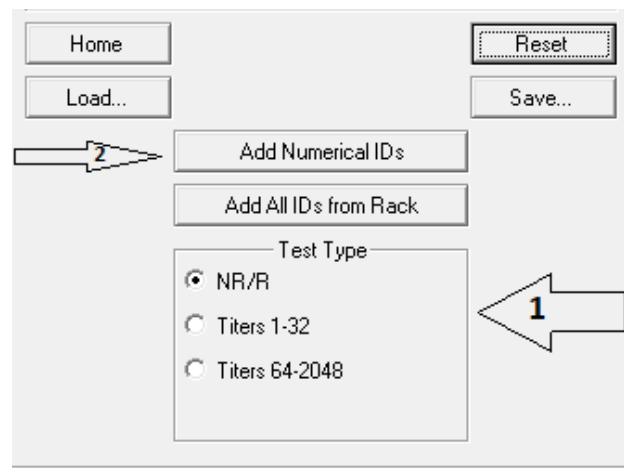 Home
Reset
Load...
Save...
2
Add Numerical IDs
Add All IDs from Rack
Test Type
NR/R
1
Titers 1-32
Titers 64-2048